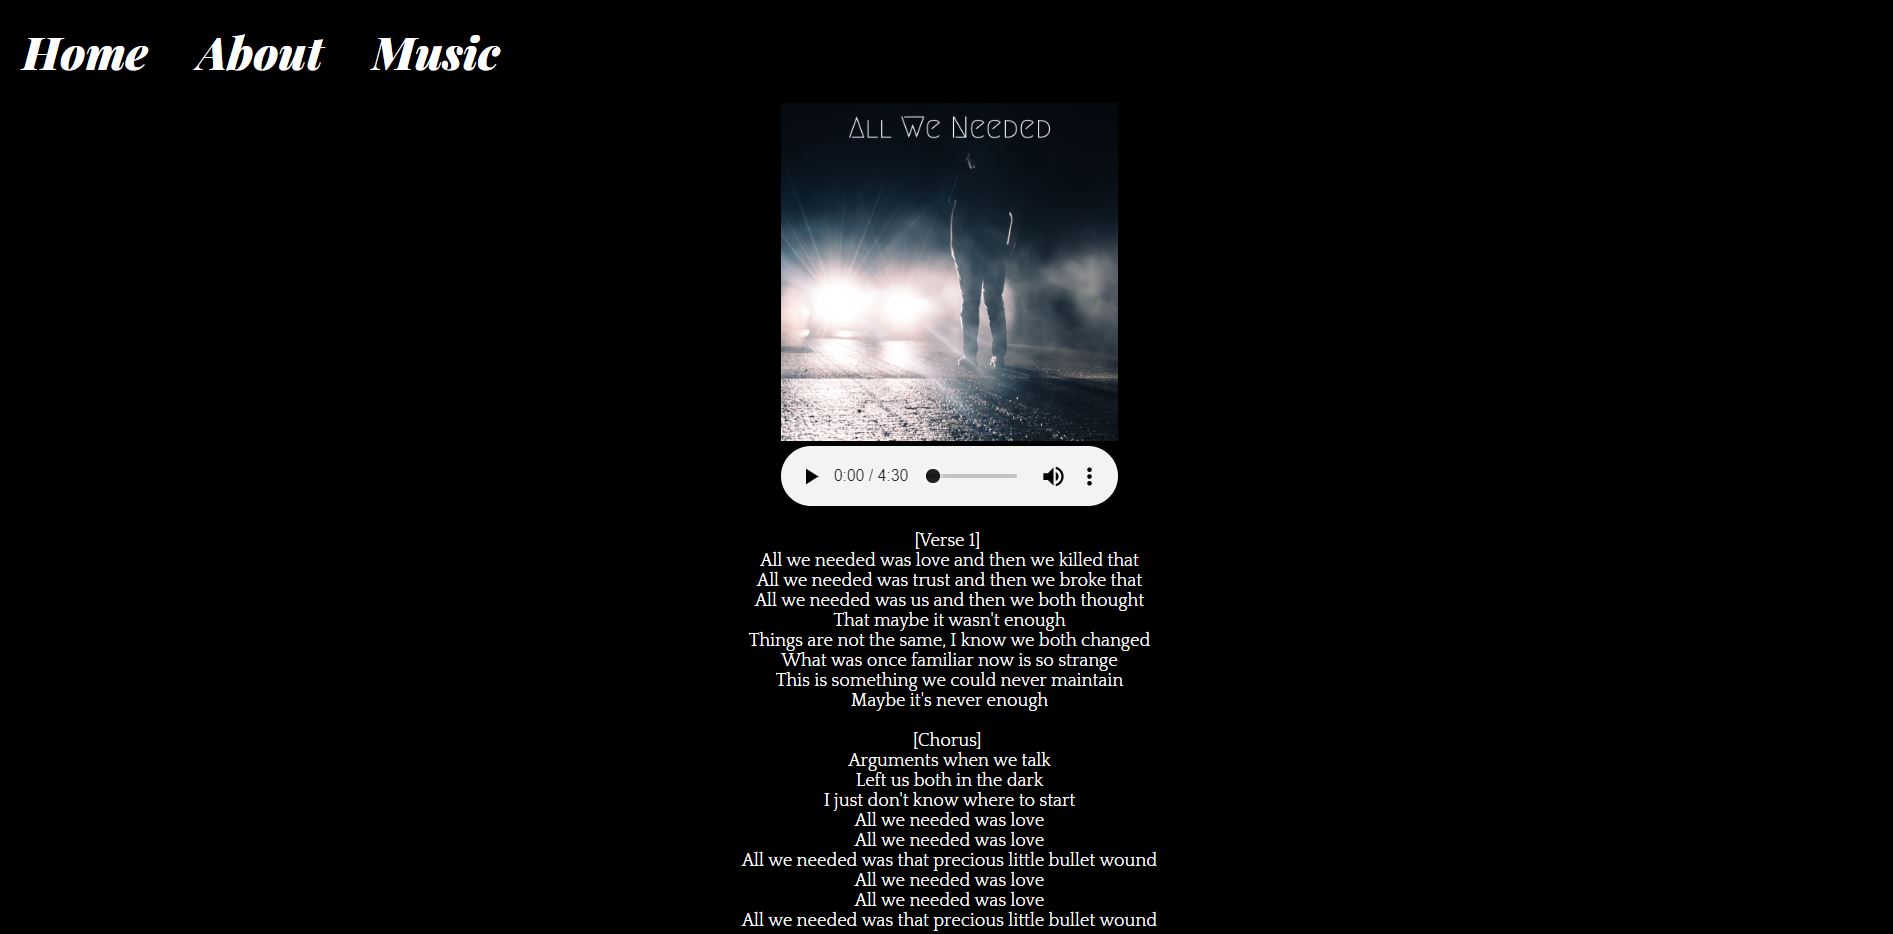 Home About Music
All We Needed
0:00 / 4:30
[Verse 1]
All we needed was love and then we killed that
All we needed was trust and then we broke that
All we needed was us and then we both thought
That maybe it wasn't enough
Things are not the same, I know we both changed
What was once familiar now is so strange
This is something we could never maintain
Maybe it's never enough
[Chorus]
Arguments when we talk
Left us both in the dark
I just don't know where to start
All we needed was love
All we needed was love
All we needed was that precious little bullet wound
All we needed was love
All we needed was love
All we needed was that precious little bullet wound